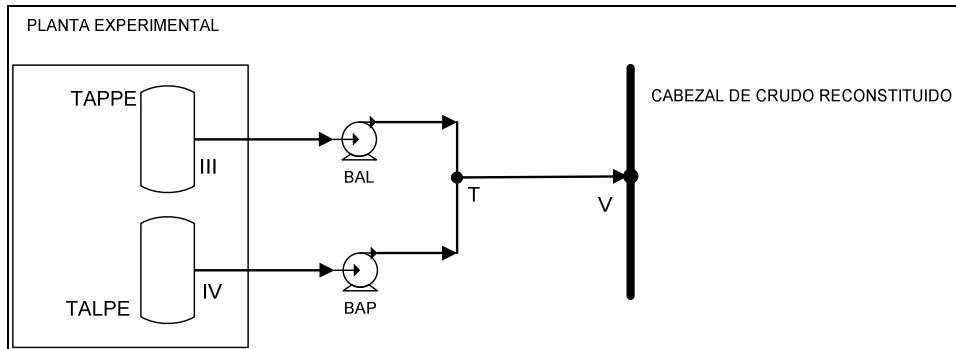 PLANTA EXPERIMENTAL
TAPPE
III
BAL
CABEZAL DE CRUDO RECONSTITUIDO
T
V
IV
TALPE
BAP